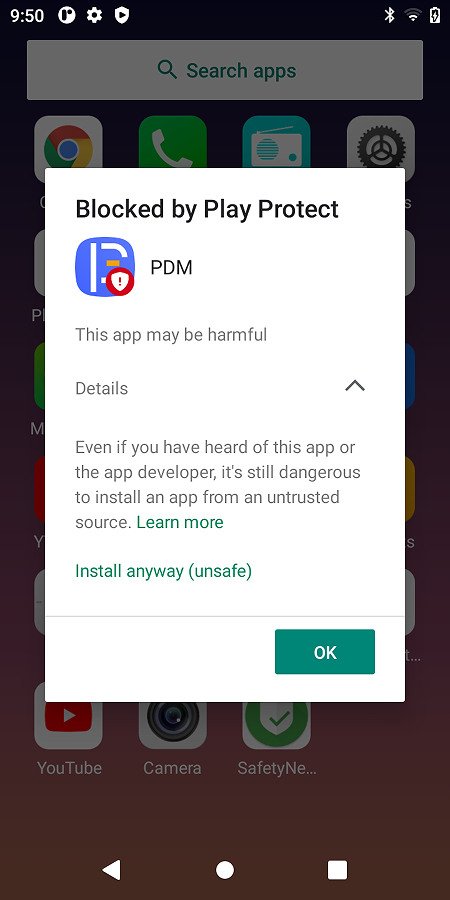 9:50
Search apps
Blocked by Play Protect
PDM
This app may be harmful
Details
Even if you have heard of this app or
the app developer, it's still dangerous
to install an app from an untrusted
source. Learn more
Install anyway (unsafe)
OK
YouTube
Camera
SafetyNe...